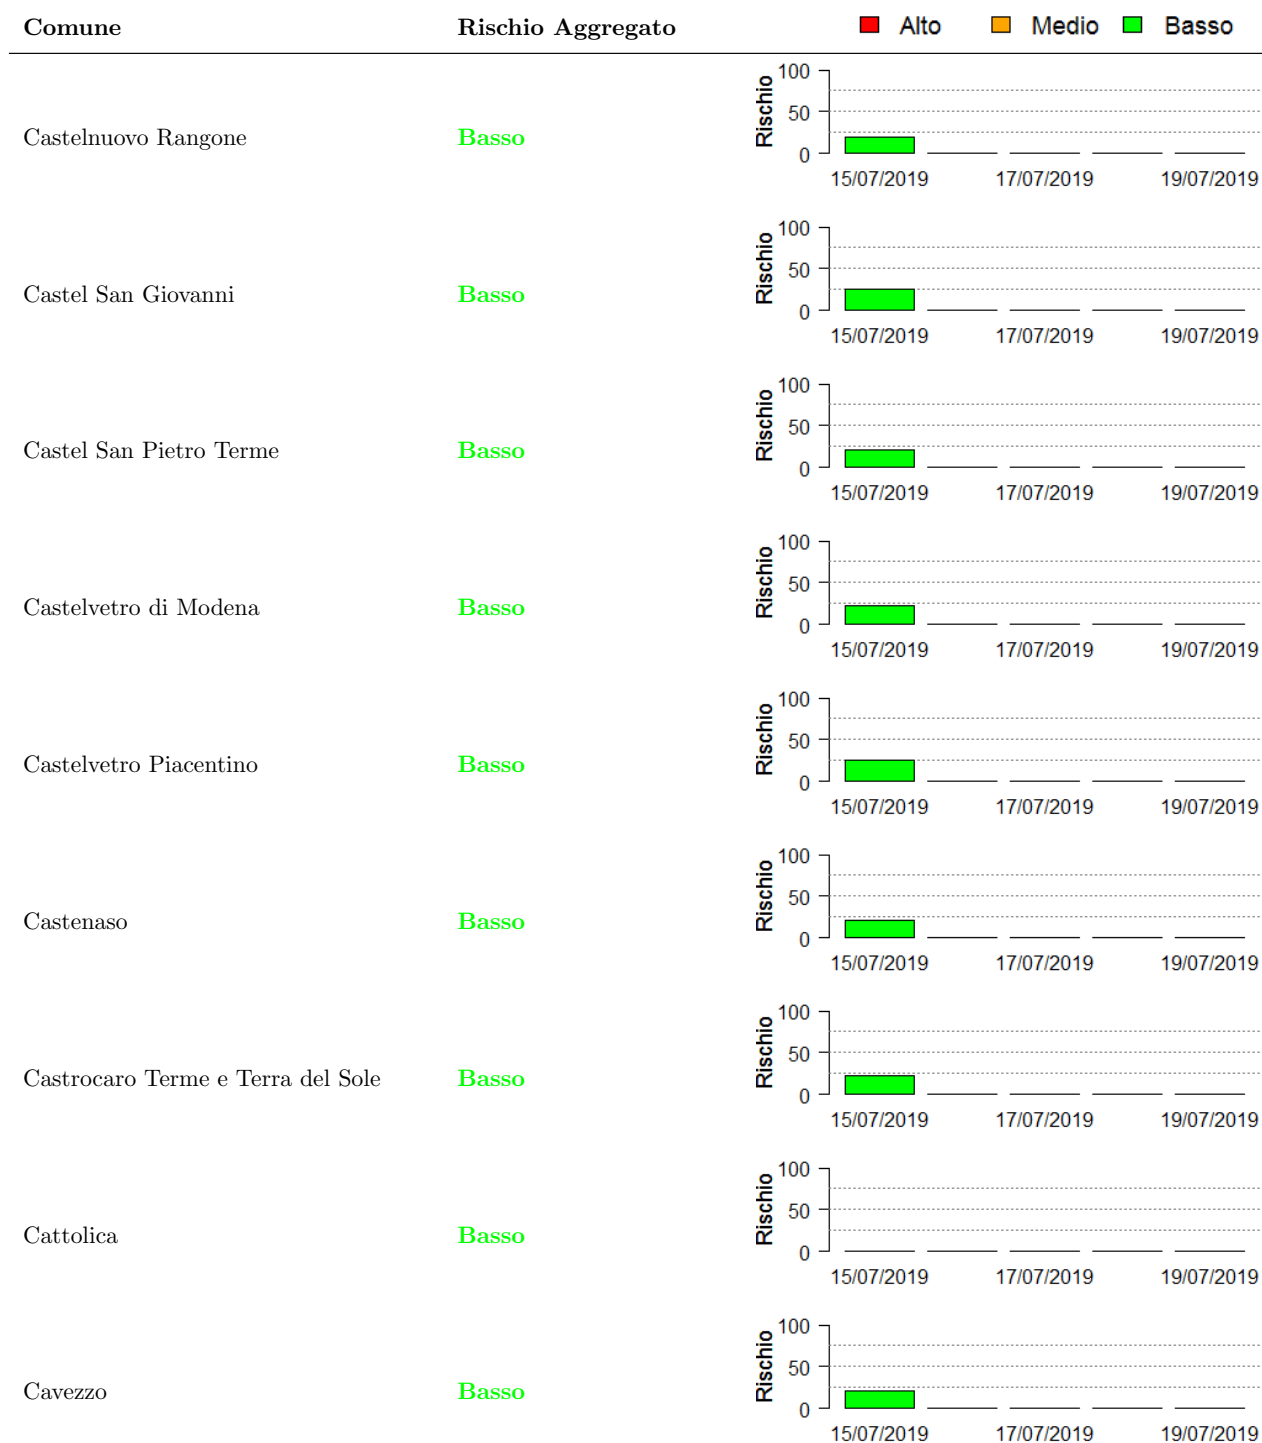 Comune Rischio Aggregato Alto Medio Basso
Castelnuovo Rangone Basso Rischio 100 50 0
15/07/2019 17/07/2019 19/07/2019
Castel San Giovanni Basso Rischio 100 50 0
15/07/2019 17/07/2019 19/07/2019
Castel San Pietro Terme Basso Rischio 100 50 0
15/07/2019 17/07/2019 19/07/2019
Castelvetro di Modena Basso Rischio 100 50 0
15/07/2019 17/07/2019 19/07/2019
Castelvetro Piacentino Basso Rischio 100 50 0
15/07/2019 17/07/2019 19/07/2019
Castenaso Basso Rischio 100 50 0
15/07/2019 17/07/2019 19/07/2019
Castrocaro Terme e Terra del Sole Basso Rischio 100 50 0
15/07/2019 17/07/2019 19/07/2019
Cattolica Basso Rischio 100 50 0
15/07/2019 17/07/2019 19/07/2019
Cavezzo Basso Rischio 100 50 0
15/07/2019 17/07/2019 19/07/2019